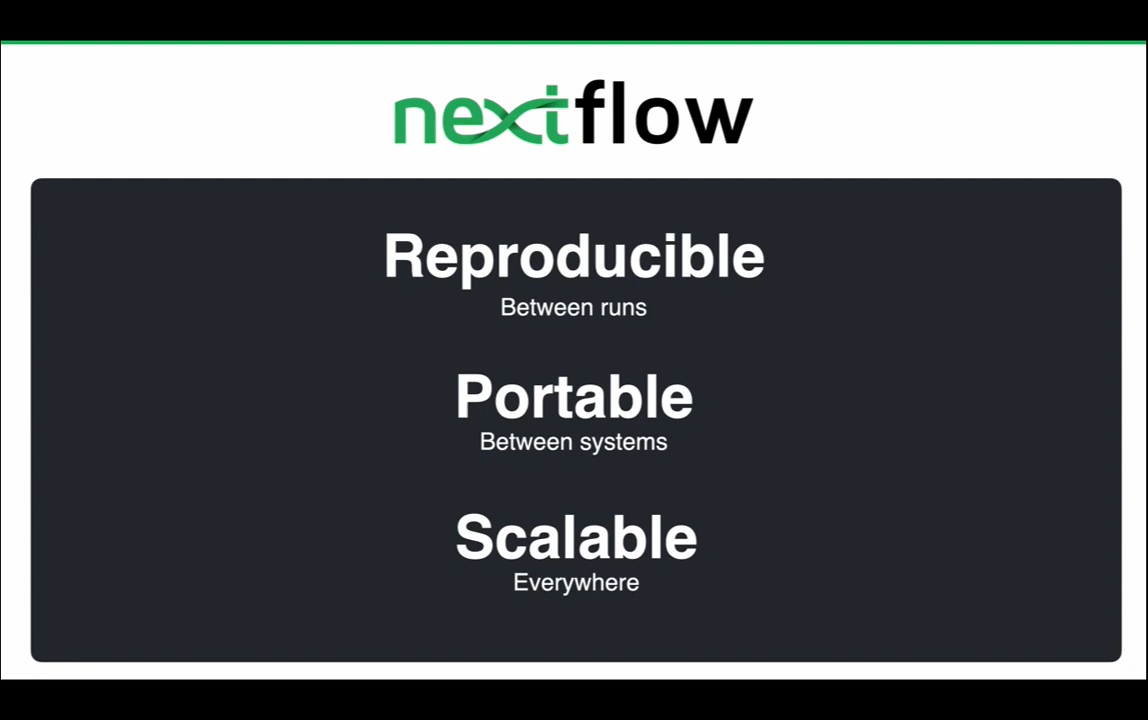 nextflow
Reproducible
Between runs
Portable
Between systems
Scalable
Everywhere